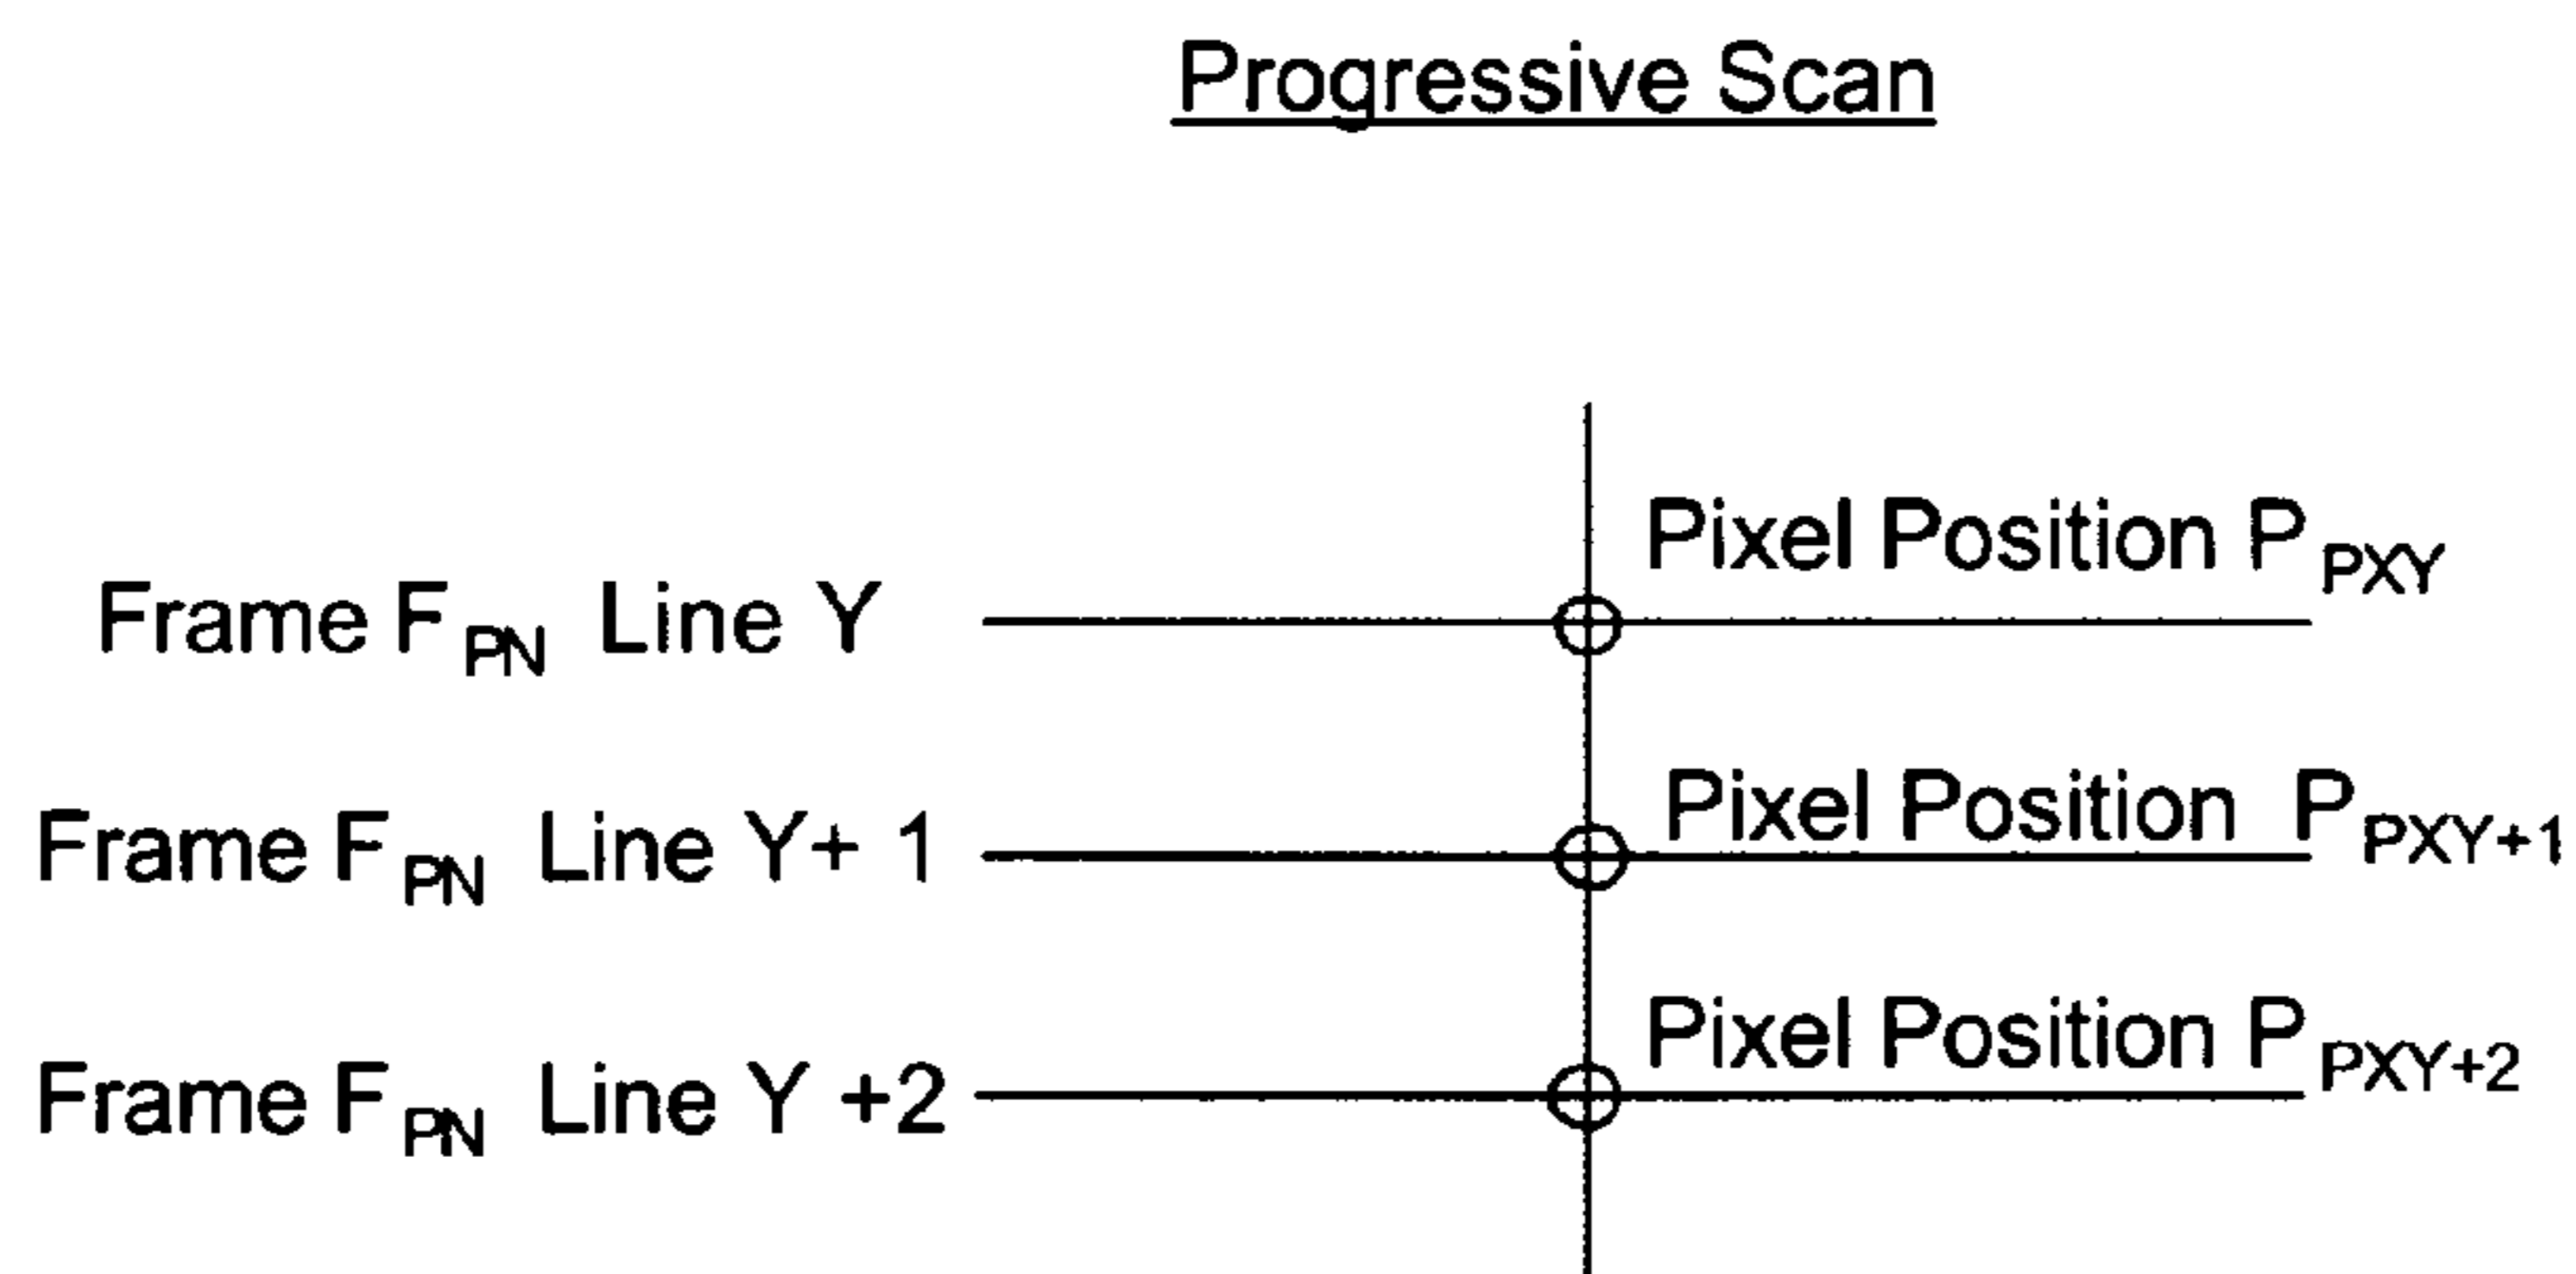 Progressive Scan
Pixel Position P_PXY
Frame F_PN Line Y
Pixel Position P_PXY+1
Frame F_PN Line Y+ 1
Pixel Position P_PXY+2
Frame F_PN Line Y +2